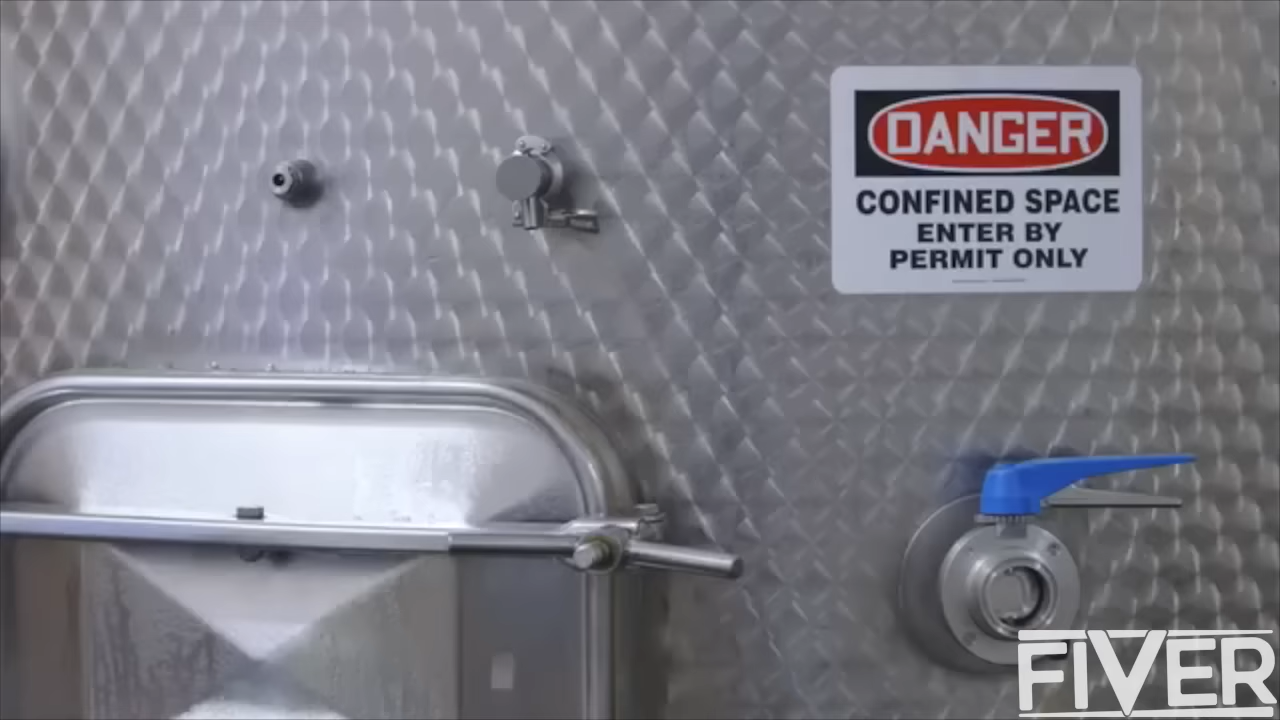 DANGER
CONFINED SPACE
ENTER BY
PERMIT ONLY
FIVER